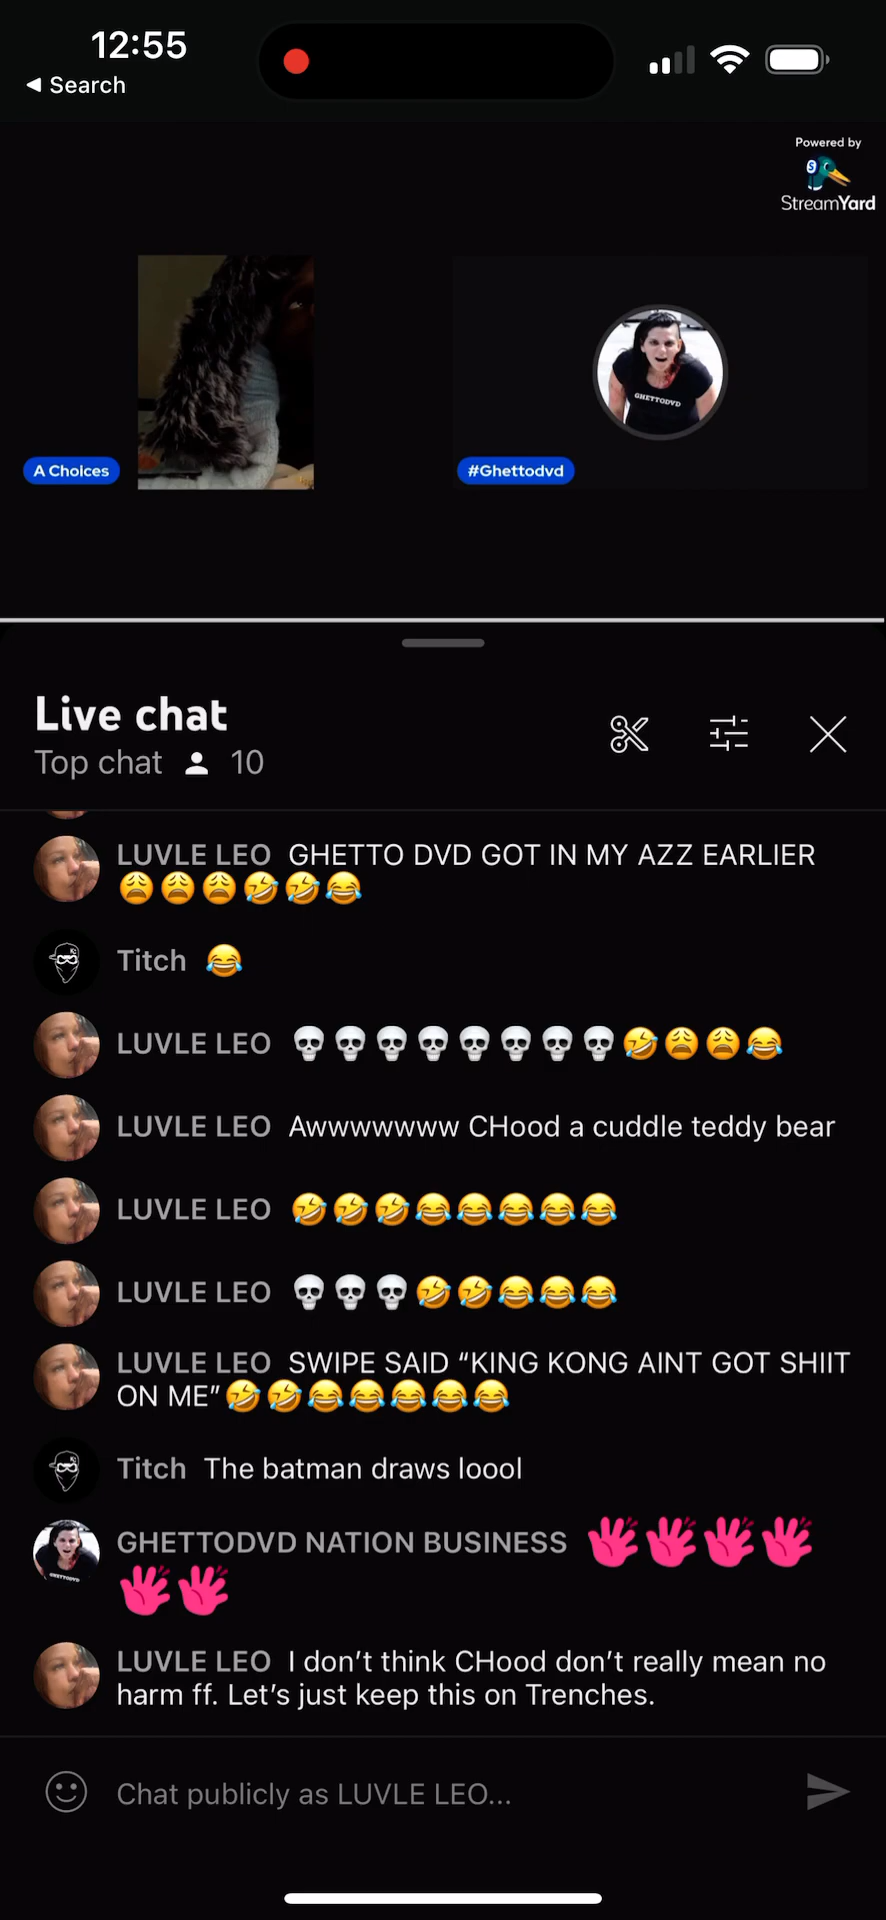 12:55
◀ Search
Powered by
StreamYard
GHETTODVD
A Choices
#Ghettodvd
Live chat
Top chat 10
LUVLE LEO GHETTO DVD GOT IN MY AZZ EARLIER
😩😩😩🤣🤣😂
Titch 😂
LUVLE LEO 💀💀💀💀💀💀💀💀🤣😩😩😂
LUVLE LEO Awwwwwww CHood a cuddle teddy bear
LUVLE LEO 🤣🤣🤣😂😂😂😂😂
LUVLE LEO 💀💀💀🤣🤣😂😂😂
LUVLE LEO SWIPE SAID “KING KONG AINT GOT SHIIT
ON ME”🤣🤣😂😂😂😂😂
Titch The batman draws loool
GHETTODVD NATION BUSINESS
LUVLE LEO I don’t think CHood don’t really mean no
harm ff. Let’s just keep this on Trenches.
Chat publicly as LUVLE LEO...